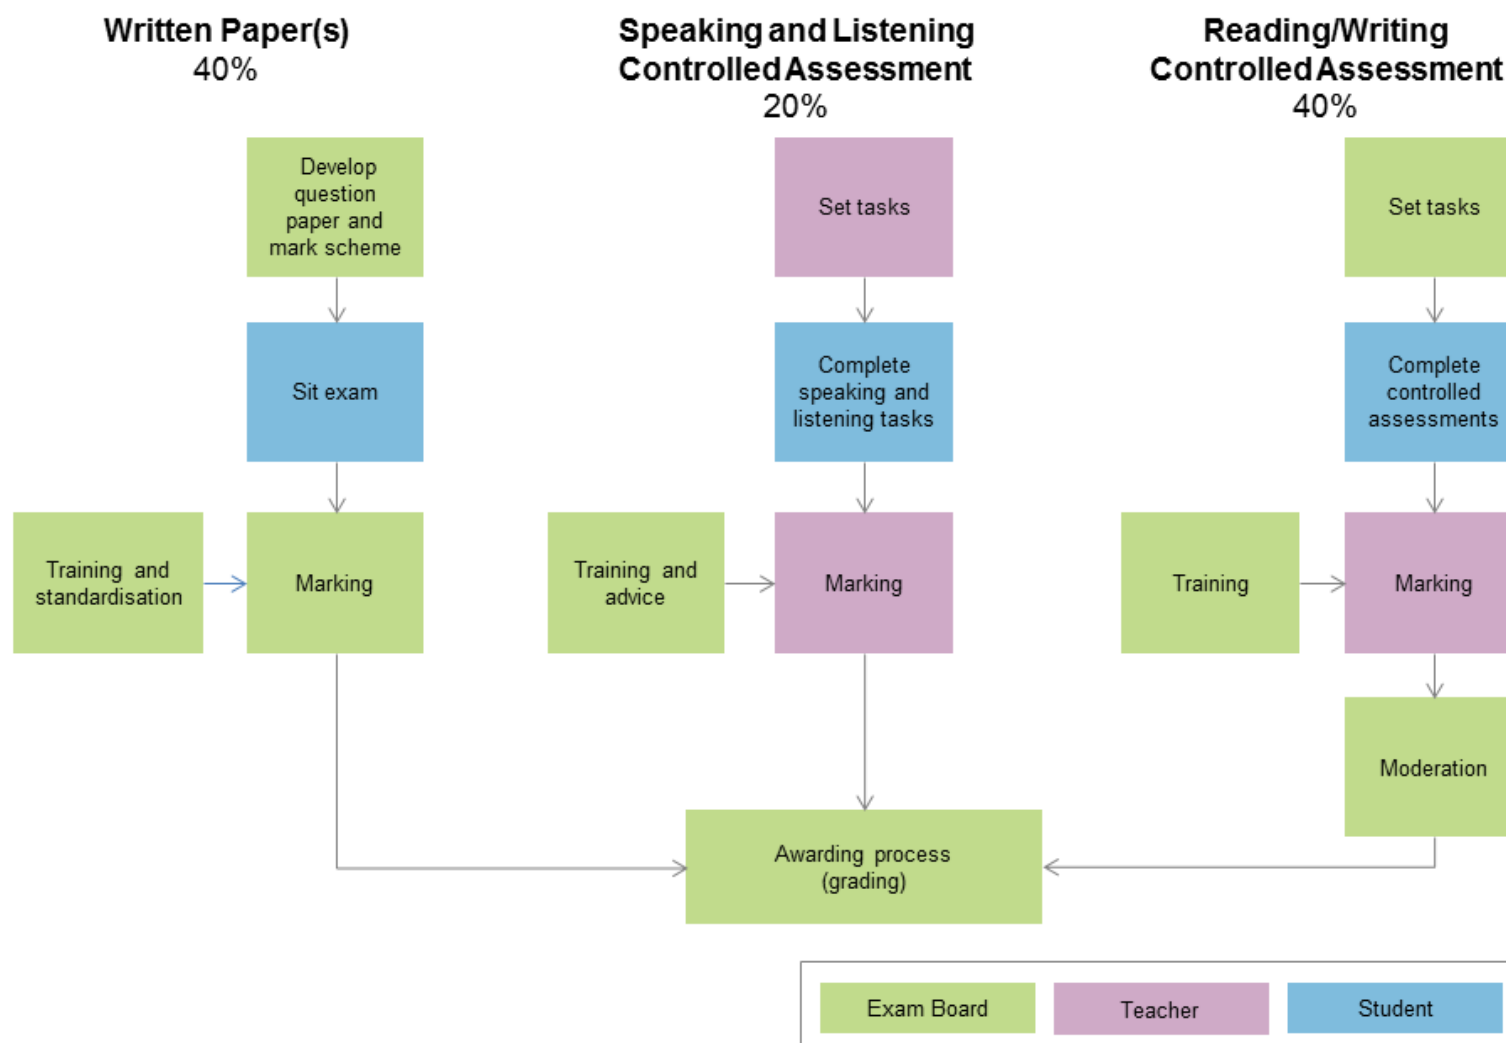 Written Paper(s)
40%
Speaking and Listening
Controlled Assessment
20%
Reading/Writing
Controlled Assessment
40%
Develop
question
paper and
mark scheme
Set tasks
Set tasks
Sit exam
Complete
speaking and
listening tasks
Complete
controlled
assessments
Training and
standardisation
Marking
Training and
advice
Marking
Training
Marking
Moderation
Awarding process
(grading)
Exam Board
Teacher
Student